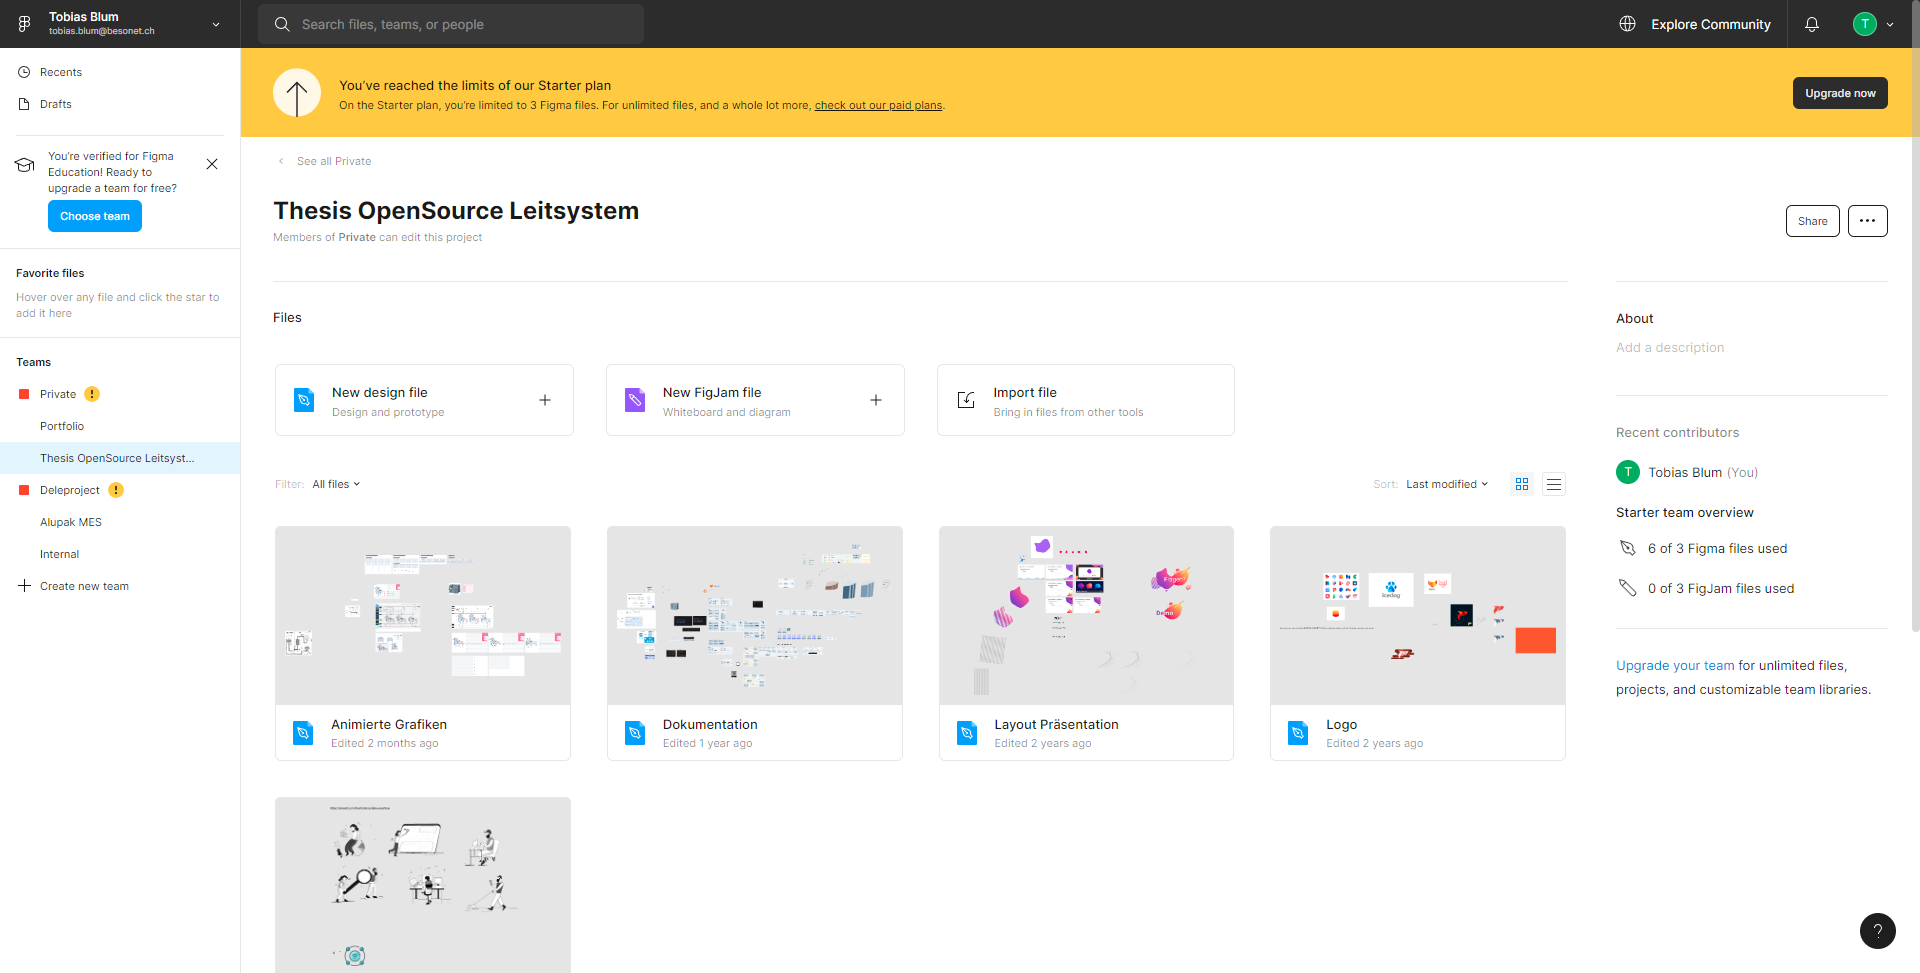 Tobias Blum
tobias.blum@besonet.ch
Search files, teams, or people
Explore Community
T
Recents
Drafts
You're verified for Figma
Education! Ready to
upgrade a team for free?
Choose team
Favorite files
Hover over any file and click the star to
add it here
Teams
Private
Portfolio
Thesis OpenSource Leitsyst...
Deleproject
Alupak MES
Internal
Create new team
You've reached the limits of our Starter plan
On the Starter plan, you're limited to 3 Figma files. For unlimited files, and a whole lot more, check out our paid plans.
Upgrade now
See all Private
Thesis OpenSource Leitsystem
Members of Private can edit this project
Share
Files
New design file
Design and prototype
New FigJam file
Whiteboard and diagram
Import file
Bring in files from other tools
Filter: All files
Sort: Last modified
Fragen?
Demo
icedog
Animierte Grafiken
Edited 2 months ago
Dokumentation
Edited 1 year ago
Layout Präsentation
Edited 2 years ago
Logo
Edited 2 years ago
About
Add a description
Recent contributors
T
Tobias Blum (You)
Starter team overview
6 of 3 Figma files used
0 of 3 FigJam files used
Upgrade your team for unlimited files,
projects, and customizable team libraries.
?